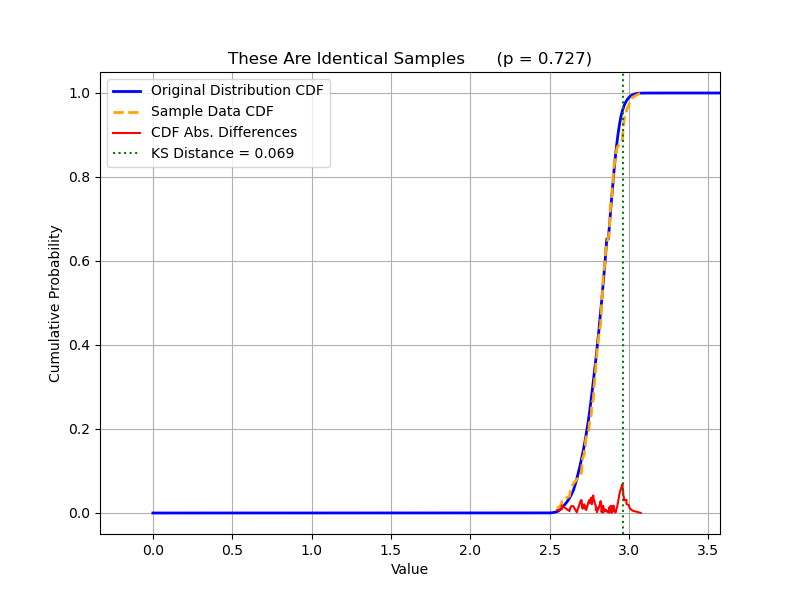 These Are Identical Samples (p = 0.727)
Original Distribution CDF
Sample Data CDF
CDF Abs. Differences
KS Distance = 0.069
Cumulative Probability
1.0
0.8
0.6
0.4
0.2
0.0
0.0 0.5 1.0 1.5 2.0 2.5 3.0 3.5
Value